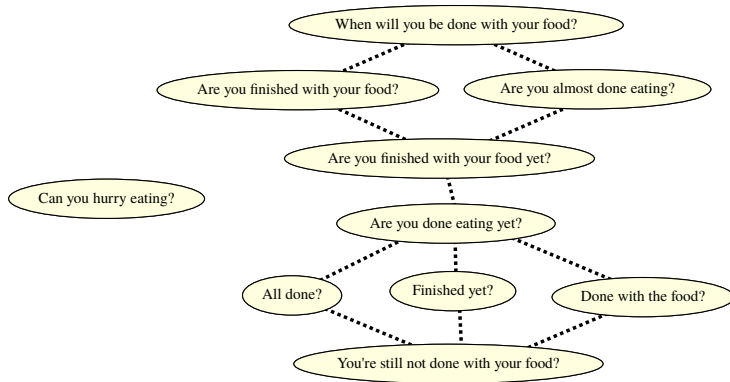 When will you be done with your food?
Are you finished with your food?
Are you almost done eating?
Are you finished with your food yet?
Can you hurry eating?
Are you done eating yet?
All done?
Finished yet?
Done with the food?
You're still not done with your food?